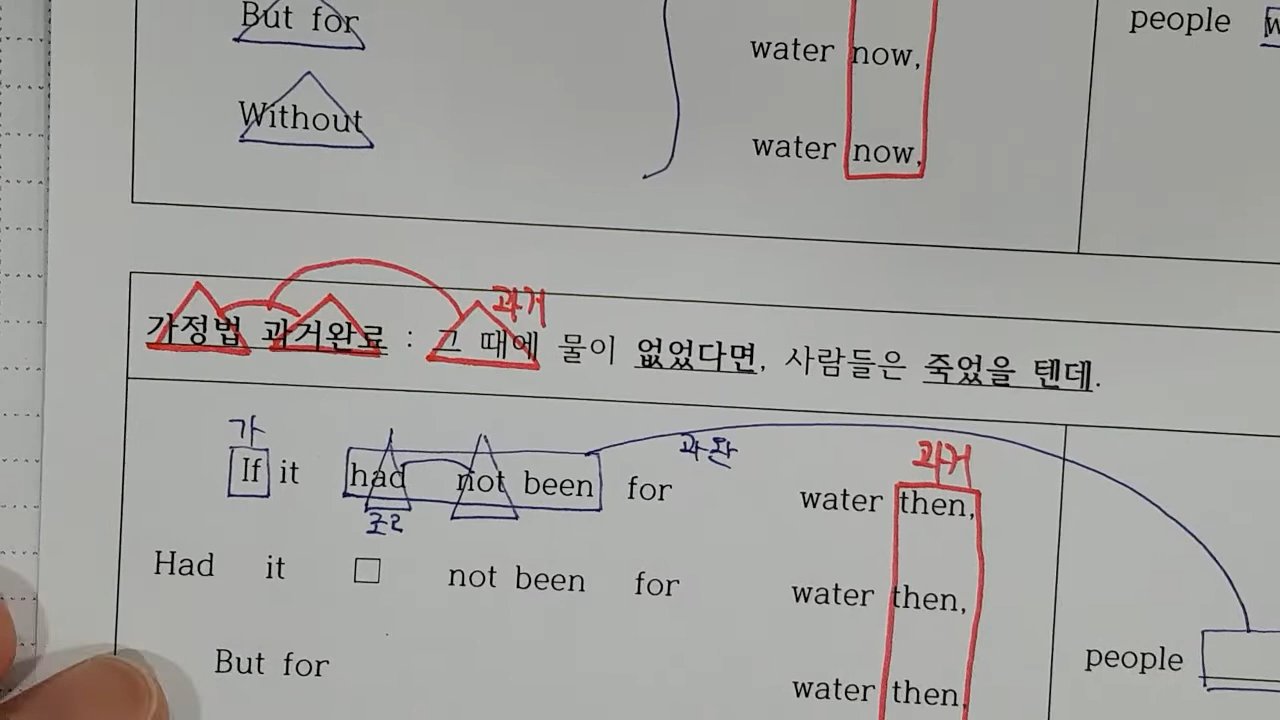 But for
people
water now,
Without
water now,
과거
가정법 과거완료 : 그 때에 물이 없었다면, 사람들은 죽었을 텐데.
가 과완 과거
If it had not been for water then,
조
Had it □ not been for water then,
people
But for water then,